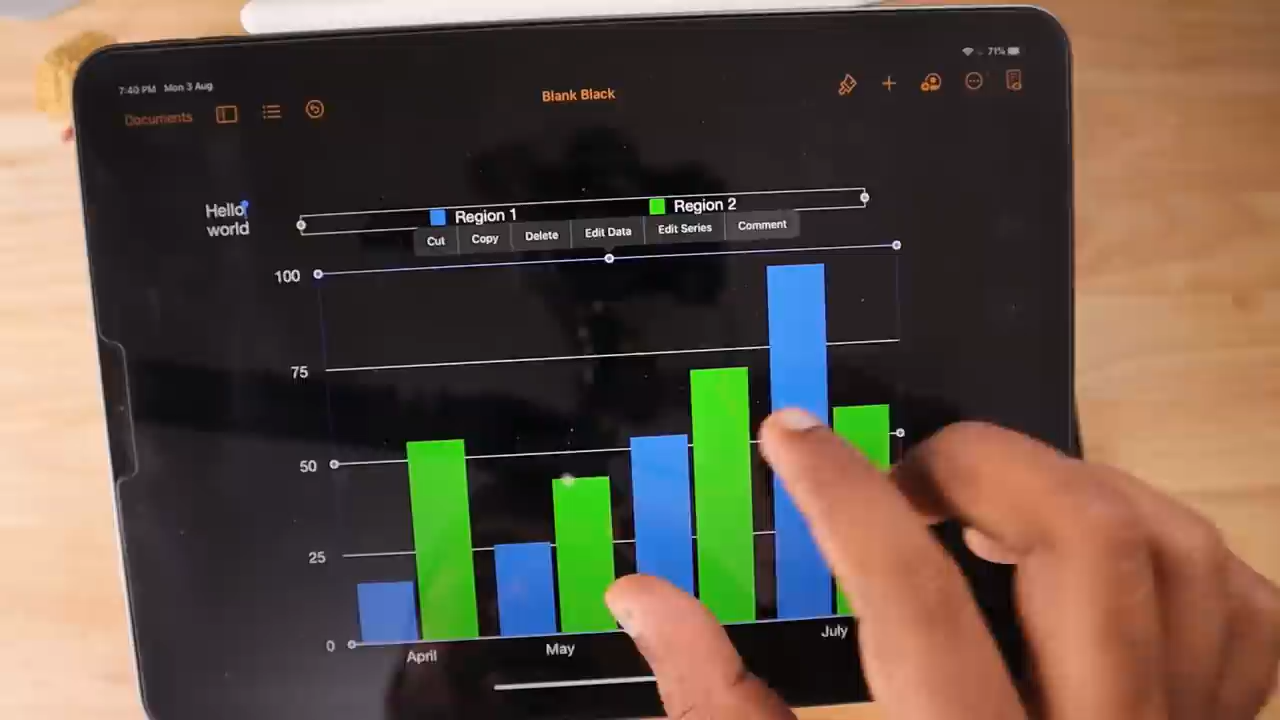 7:40 PM Mon 3 Aug
71%
Documents
Blank Black
Hello
world
Region 1
Region 2
Cut
Copy
Delete
Edit Data
Edit Series
Comment
100
75
50
25
0
April
May
July